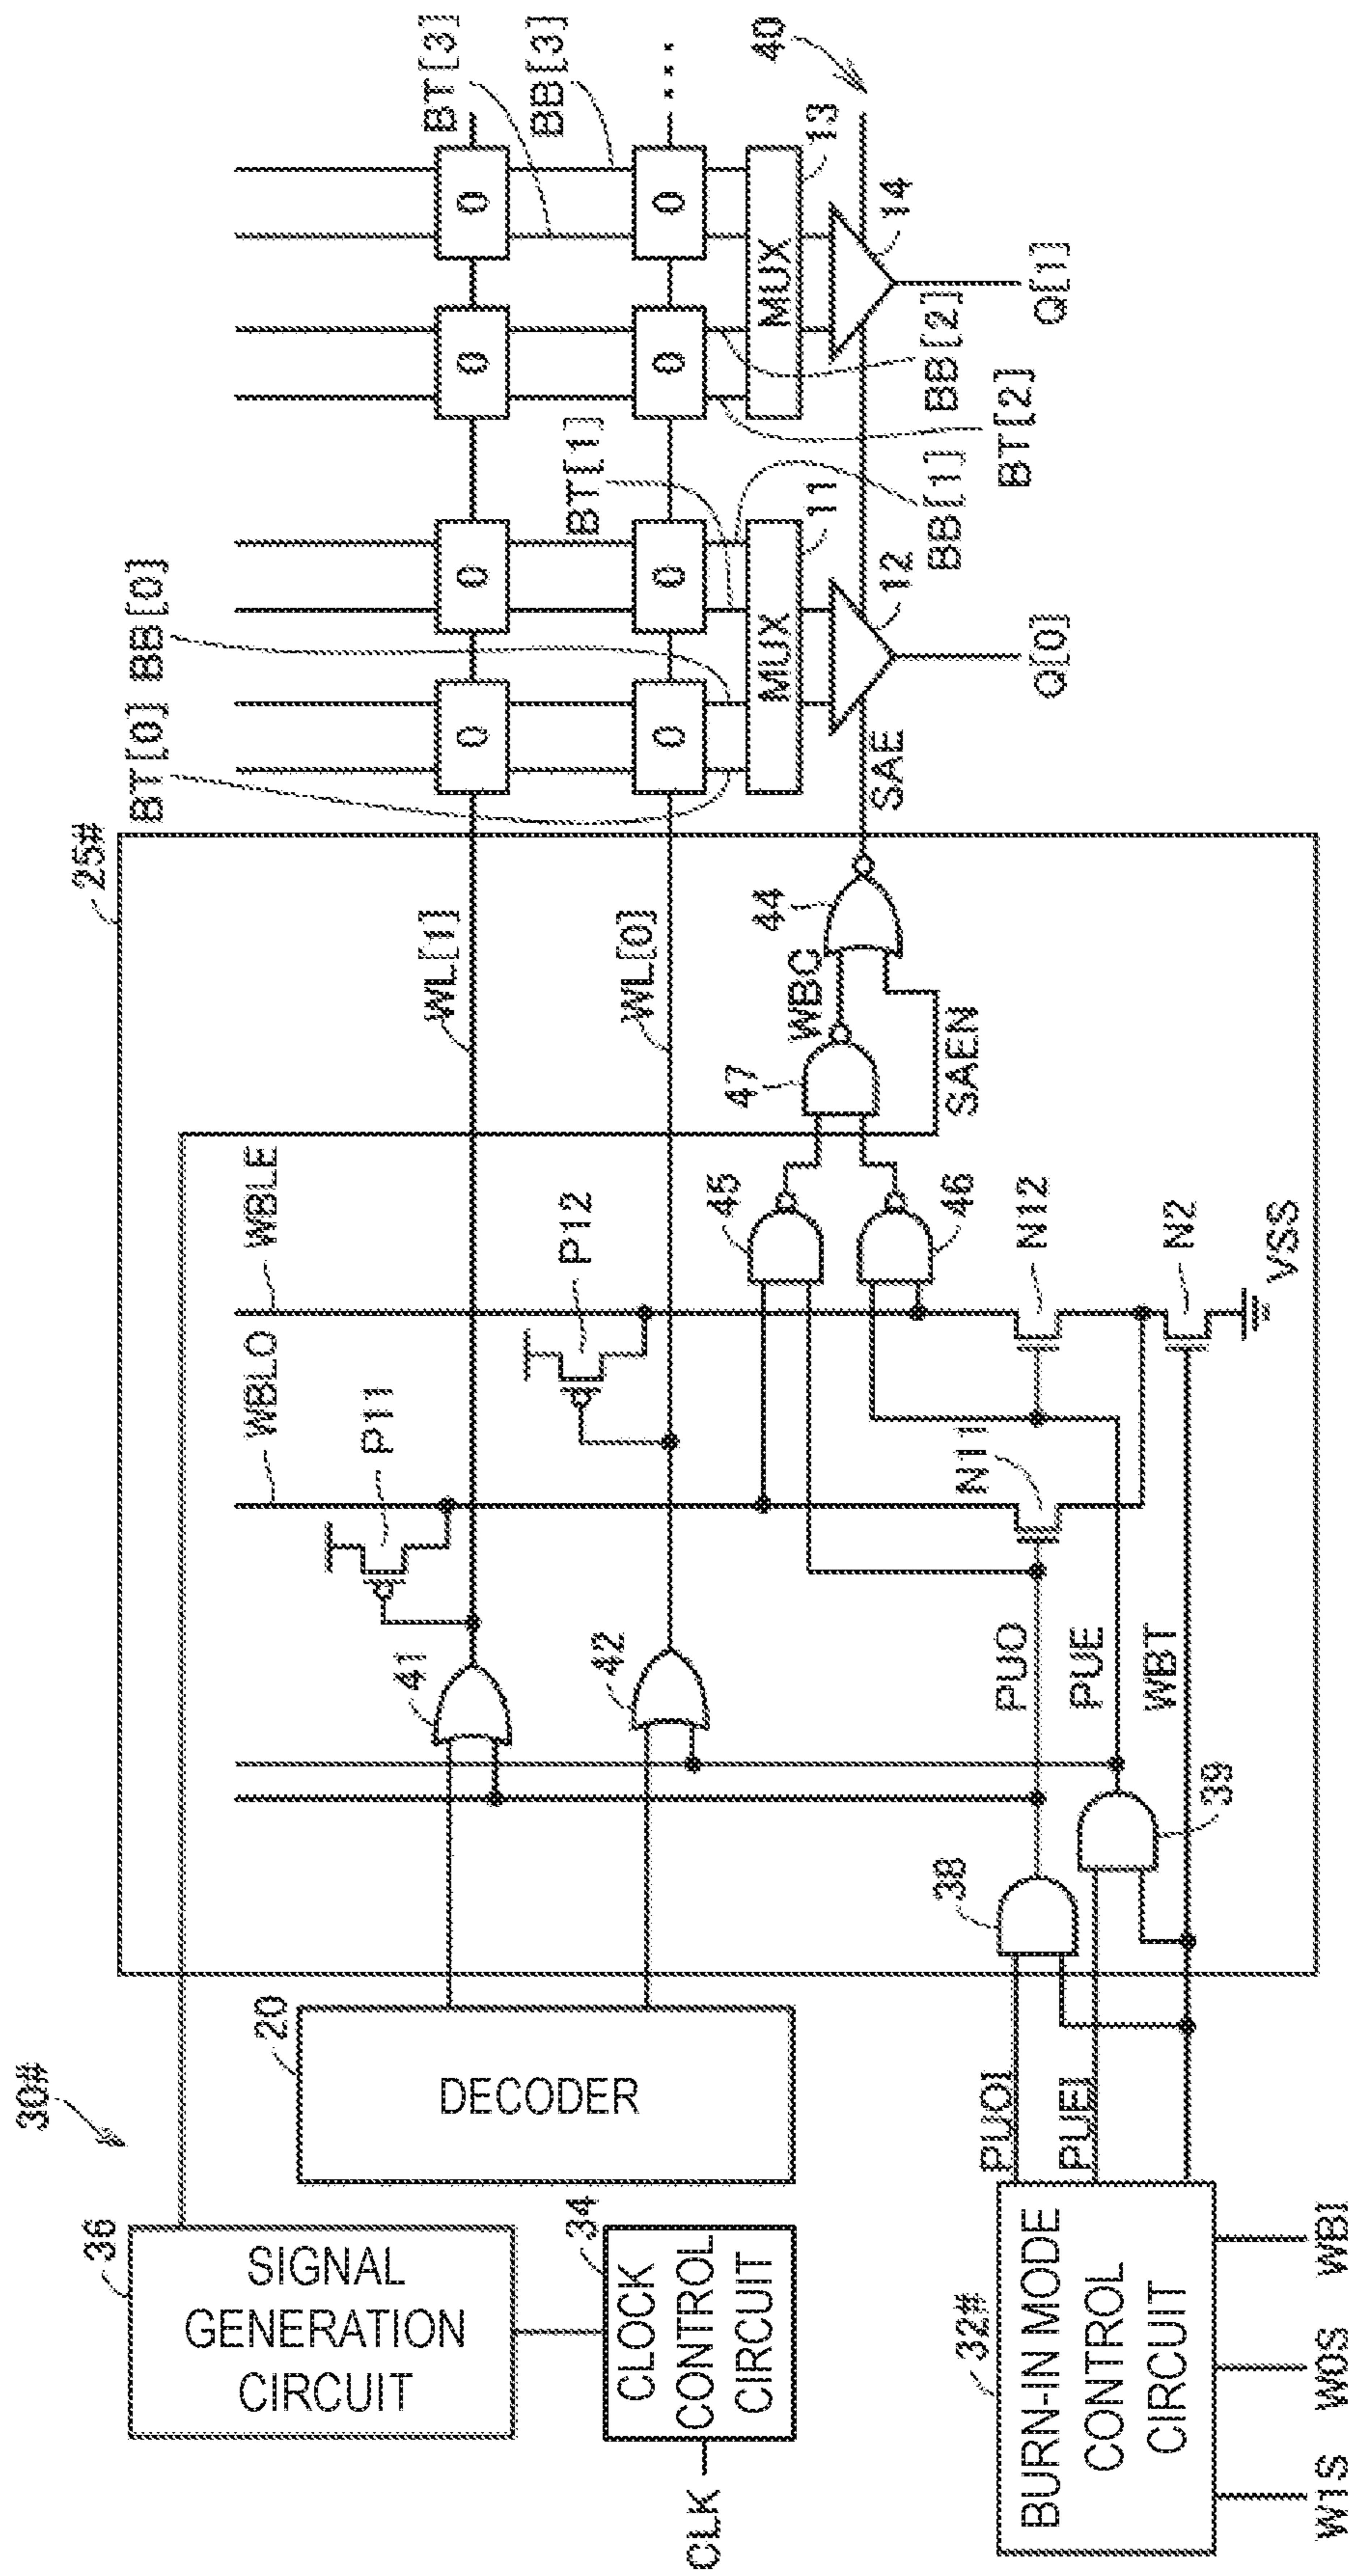 30#
25#
36
SIGNAL
GENERATION
CIRCUIT
34
CLOCK
CONTROL
CIRCUIT
CLK
20
DECODER
32#
BURN-IN MODE
CONTROL
CIRCUIT
W1S
W0S
WBI
PUOI
PUEI
38
39
PUO
PUE
WBT
41
42
P11
P12
WBLO
WBLE
N11
N12
N2
VSS
45
46
47
WBC
SAEN
44
SAE
WL[1]
WL[0]
BT[0]
BB[0]
BT[1]
BB[1]
BT[2]
BB[2]
BT[3]
BB[3]
0
0
0
0
0
0
0
0
...
MUX
11
MUX
13
12
14
Q[0]
Q[1]
40